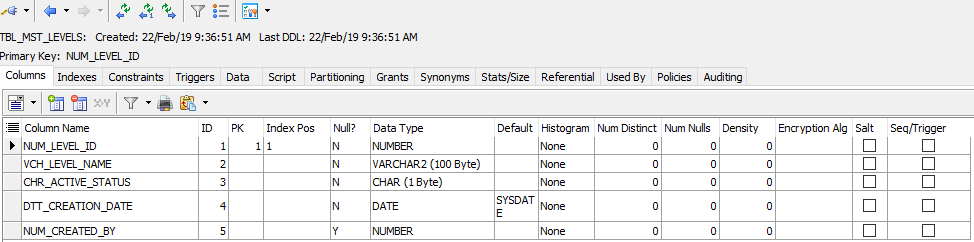 TBL_MST_LEVELS: Created: 22/Feb/19 9:36:51 AM Last DDL: 22/Feb/19 9:36:51 AM
Primary Key: NUM_LEVEL_ID
Columns Indexes Constraints Triggers Data Script Partitioning Grants Synonyms Stats/Size Referential Used By Policies Auditing
X⁄Y
Column Name ID PK Index Pos Null? Data Type Default Histogram Num Distinct Num Nulls Density Encryption Alg Salt Seq/Trigger
NUM_LEVEL_ID 1 1 1 N NUMBER None 0 0 0
VCH_LEVEL_NAME 2 N VARCHAR2 (100 Byte) None 0 0 0
CHR_ACTIVE_STATUS 3 N CHAR (1 Byte) None 0 0 0
DTT_CREATION_DATE 4 N DATE SYSDATE None 0 0 0
NUM_CREATED_BY 5 Y NUMBER None 0 0 0